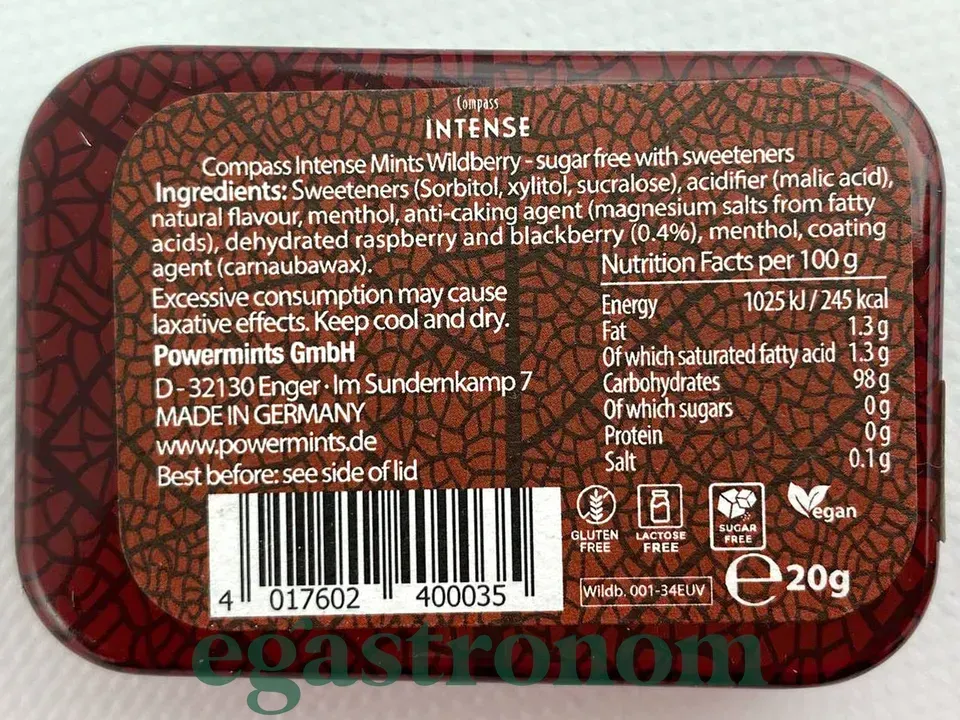 Compass
INTENSE
Compass Intense Mints Wildberry - sugar free with sweeteners
Ingredients: Sweeteners (Sorbitol, xylitol, sucralose), acidifier (malic acid),
natural flavour, menthol, anti-caking agent (magnesium salts from fatty
acids), dehydrated raspberry and blackberry (0.4%), menthol, coating
agent (carnaubawax).
Excessive consumption may cause
laxative effects. Keep cool and dry.
Powermints GmbH
D - 32130 Enger · Im Sundernkamp 7
MADE IN GERMANY
www.powermints.de
Best before: see side of lid
Nutrition Facts per 100 g
Energy 1025 kJ / 245 kcal
Fat 1.3 g
Of which saturated fatty acid 1.3 g
Carbohydrates 98 g
Of which sugars 0 g
Protein 0 g
Salt 0.1 g
GLUTEN
FREE
LACTOSE
FREE
SUGAR
FREE
Vegan
Wildb. 001-34EUV
e 20g
4 017602 400035
egastronom